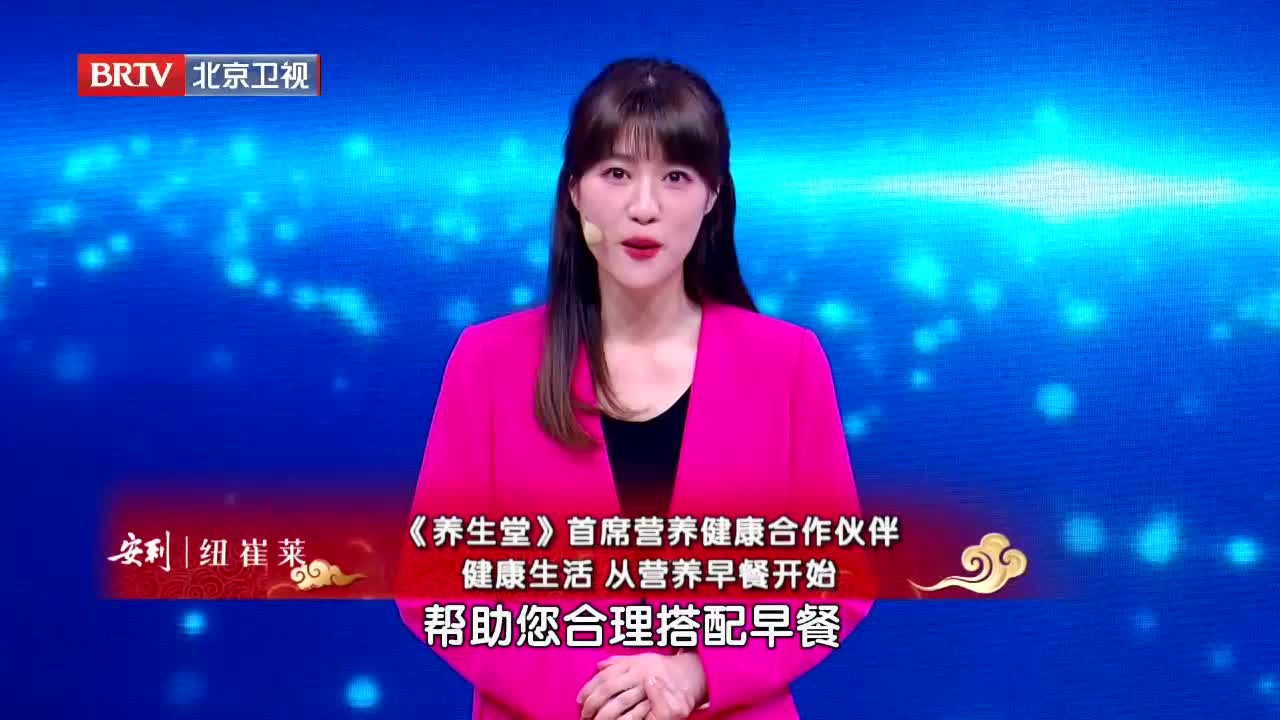 BRTV 北京卫视
《养生堂》首席营养健康合作伙伴
安利 | 纽崔莱
健康生活 从营养早餐开始
帮助您合理搭配早餐